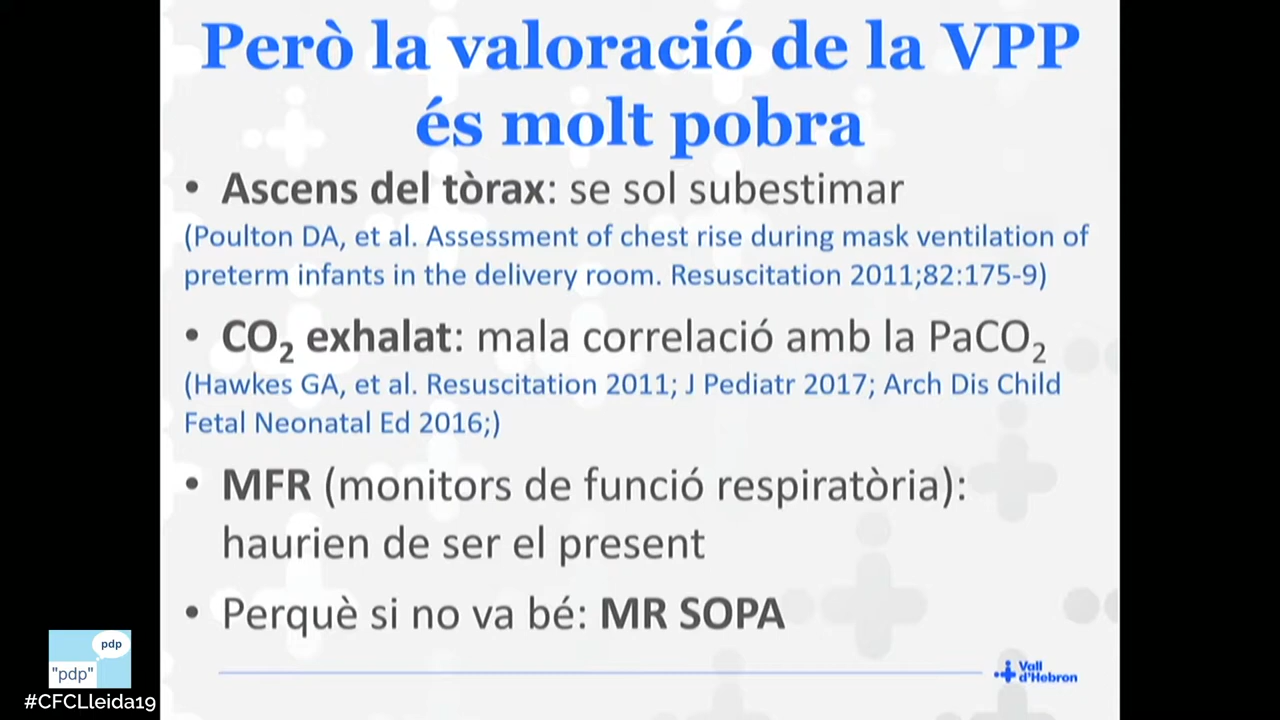 Però la valoració de la VPP
és molt pobra
• Ascens del tòrax: se sol subestimar
(Poulton DA, et al. Assessment of chest rise during mask ventilation of
preterm infants in the delivery room. Resuscitation 2011;82:175-9)
• CO₂ exhalat: mala correlació amb la PaCO₂
(Hawkes GA, et al. Resuscitation 2011; J Pediatr 2017; Arch Dis Child
Fetal Neonatal Ed 2016;)
• MFR (monitors de funció respiratòria):
haurien de ser el present
• Perquè si no va bé: MR SOPA
pdp
"pdp"
#CFCLleida19
Vall
d'Hebron